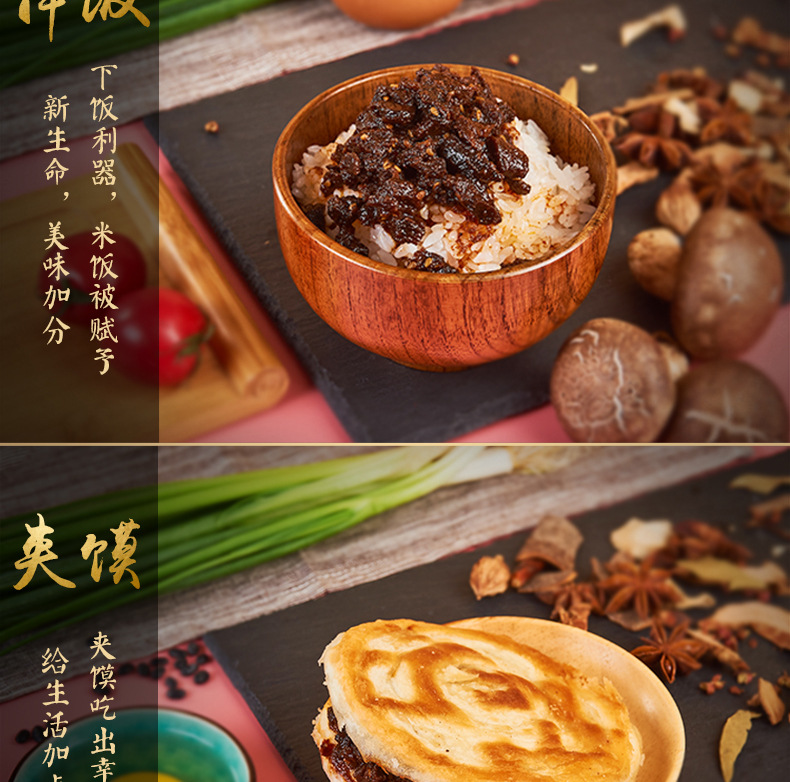 拌饭
下饭利器，米饭被赋予
新生命，美味加分
夹馍
夹馍吃出幸
给生活加